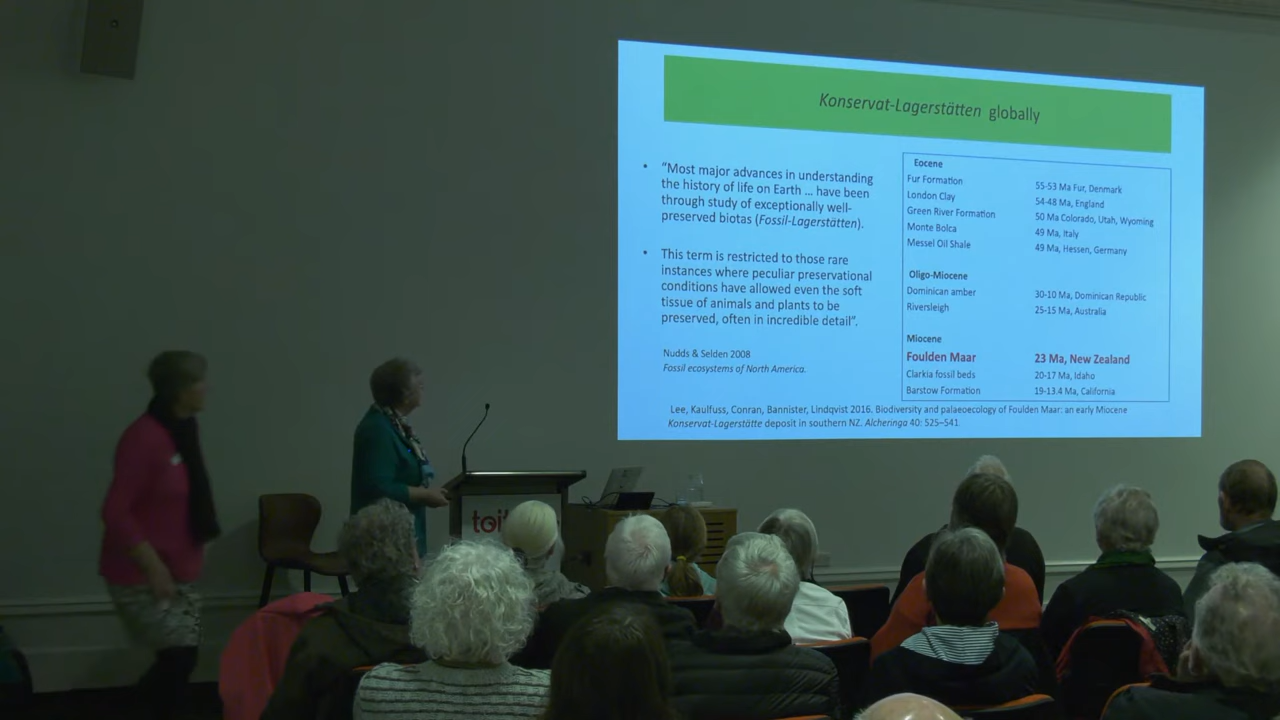 Konservat-Lagerstätten globally
• "Most major advances in understanding
the history of life on Earth ... have been
through study of exceptionally well-
preserved biotas (Fossil-Lagerstätten).
• This term is restricted to those rare
instances where peculiar preservational
conditions have allowed even the soft
tissue of animals and plants to be
preserved, often in incredible detail".
Nudds & Selden 2008
Fossil ecosystems of North America.
Eocene
Fur Formation 55-53 Ma Fur, Denmark
London Clay 54-48 Ma, England
Green River Formation 50 Ma Colorado, Utah, Wyoming
Monte Bolca 49 Ma, Italy
Messel Oil Shale 49 Ma, Hessen, Germany
Oligo-Miocene
Dominican amber 30-10 Ma, Dominican Republic
Riversleigh 25-15 Ma, Australia
Miocene
Foulden Maar 23 Ma, New Zealand
Clarkia fossil beds 20-17 Ma, Idaho
Barstow Formation 19-13.4 Ma, California
Lee, Kaulfuss, Conran, Bannister, Lindqvist 2016. Biodiversity and palaeoecology of Foulden Maar: an early Miocene
Konservat-Lagerstätte deposit in southern NZ. Alcheringa 40: 525–541.